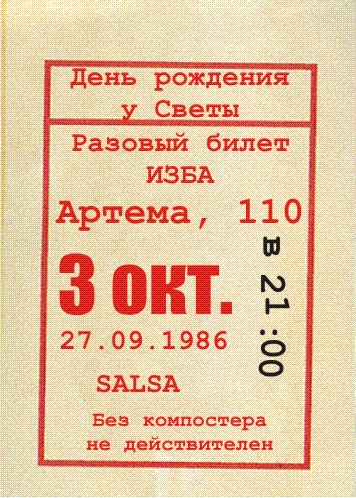 День рождения
у Светы
Разовый билет
ИЗБА
Артема, 110
в 21:00
3 окт.
27.09.1986
SALSA
Без компостера
не действителен